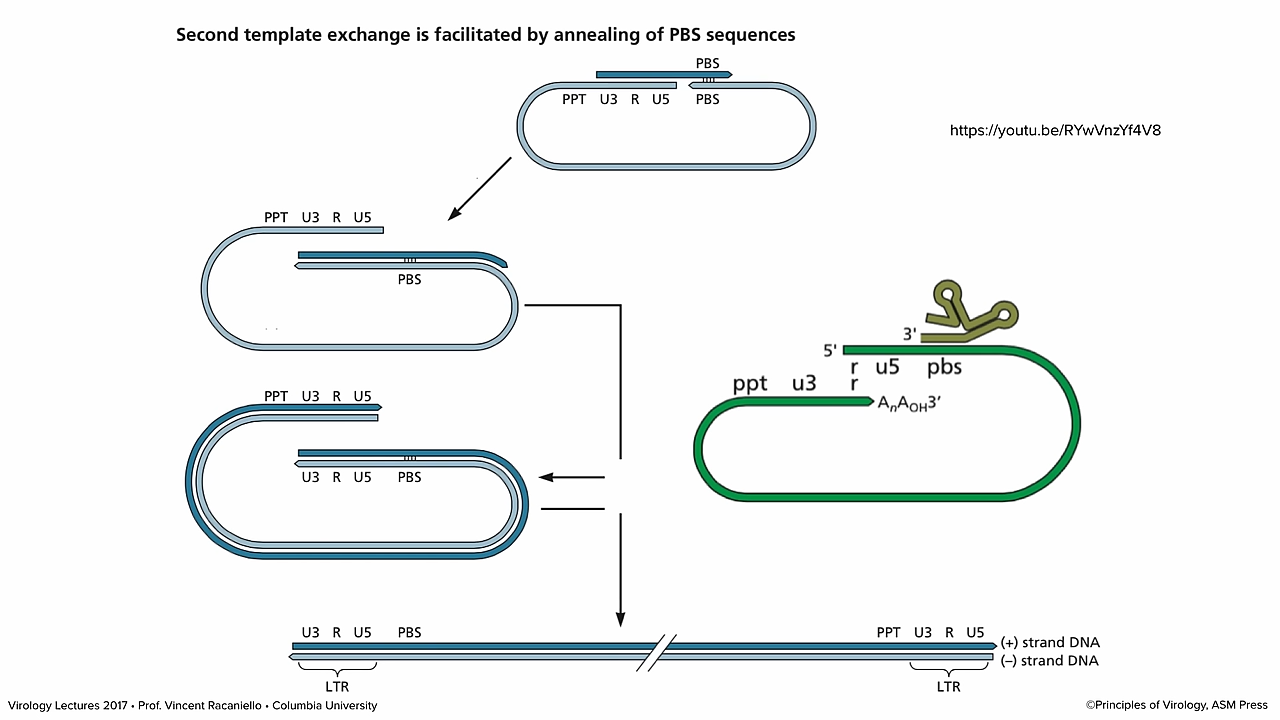 Second template exchange is facilitated by annealing of PBS sequences
PBS
PPT U3 R U5 PBS
https://youtu.be/RYwVnzYf4V8
PPT U3 R U5
PBS
3'
5'
r u5 pbs
ppt u3 r
AnAOH3′
PPT U3 R U5
U3 R U5 PBS
U3 R U5 PBS PPT U3 R U5
(+) strand DNA
(–) strand DNA
LTR LTR
Virology Lectures 2017 • Prof. Vincent Racaniello • Columbia University
©Principles of Virology, ASM Press